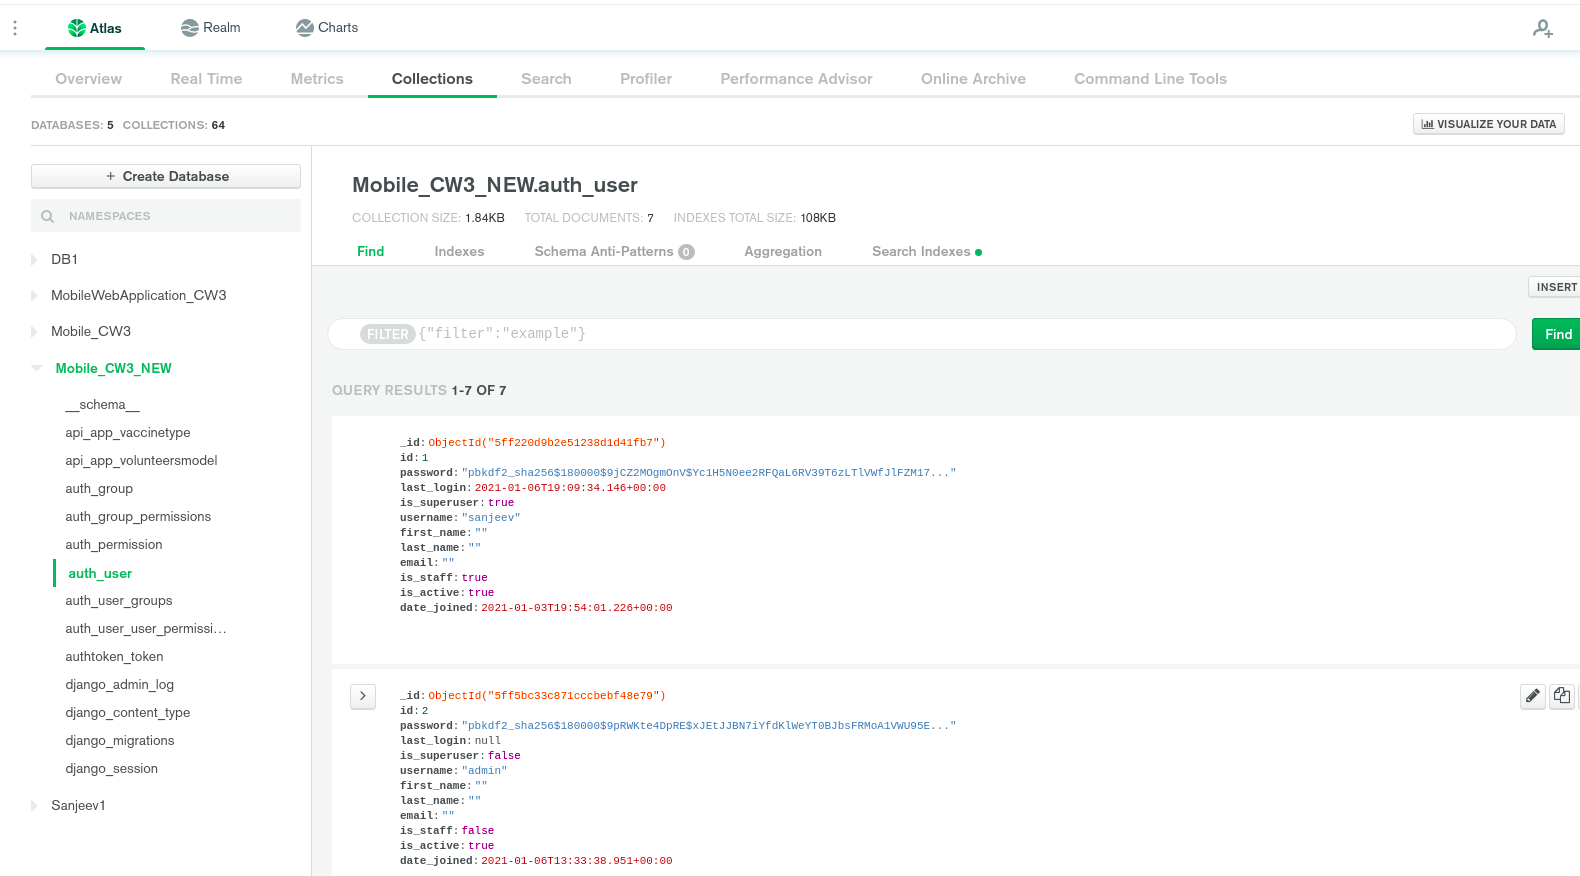 Atlas Realm Charts
Overview Real Time Metrics Collections Search Profiler Performance Advisor Online Archive Command Line Tools
DATABASES: 5 COLLECTIONS: 64
VISUALIZE YOUR DATA
+ Create Database
NAMESPACES
DB1
MobileWebApplication_CW3
Mobile_CW3
Mobile_CW3_NEW
__schema__
api_app_vaccinetype
api_app_volunteersmodel
auth_group
auth_group_permissions
auth_permission
auth_user
auth_user_groups
auth_user_user_permissi...
authtoken_token
django_admin_log
django_content_type
django_migrations
django_session
Sanjeev1
Mobile_CW3_NEW.auth_user
COLLECTION SIZE: 1.84KB TOTAL DOCUMENTS: 7 INDEXES TOTAL SIZE: 108KB
Find Indexes Schema Anti-Patterns 0 Aggregation Search Indexes
INSERT
FILTER {"filter":"example"}
Find
QUERY RESULTS 1-7 OF 7
_id: ObjectId("5ff220d9b2e51238d1d41fb7")
id: 1
password: "pbkdf2_sha256$180000$9jCZ2MOgmOnV$Yc1H5N0ee2RFQaL6RV39T6zLTlVWfJlFZM17..."
last_login: 2021-01-06T19:09:34.146+00:00
is_superuser: true
username: "sanjeev"
first_name: ""
last_name: ""
email: ""
is_staff: true
is_active: true
date_joined: 2021-01-03T19:54:01.226+00:00
_id: ObjectId("5ff5bc33c871cccbebf48e79")
id: 2
password: "pbkdf2_sha256$180000$9pRWKte4DpRE$xJEtJJBN7iYfdKlWeYT0BJbsFRMoA1VWU95E..."
last_login: null
is_superuser: false
username: "admin"
first_name: ""
last_name: ""
email: ""
is_staff: false
is_active: true
date_joined: 2021-01-06T13:33:38.951+00:00